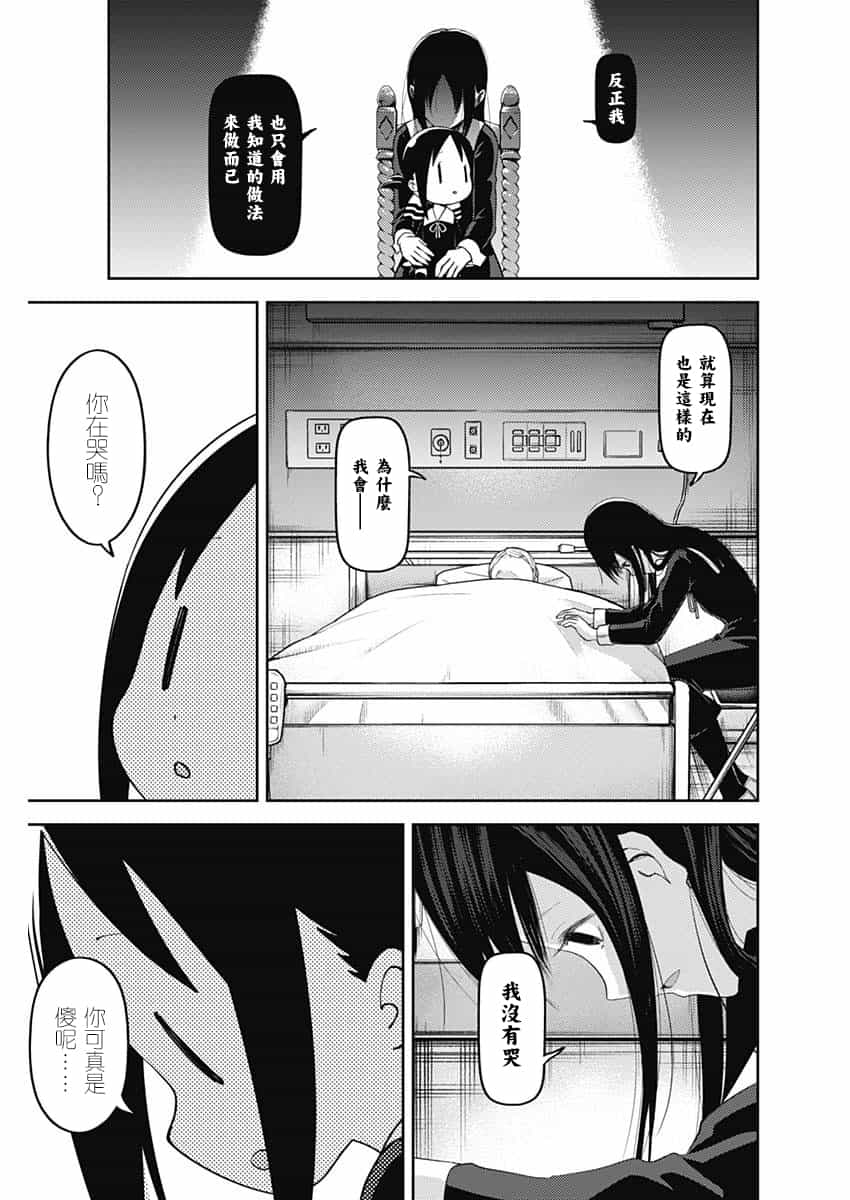 反正我
也只會用
我知道的做法
來做而已
就算現在
也是這樣的
為什麼
我會——
你在哭嗎？
我沒有哭
你可真是
傻呢……